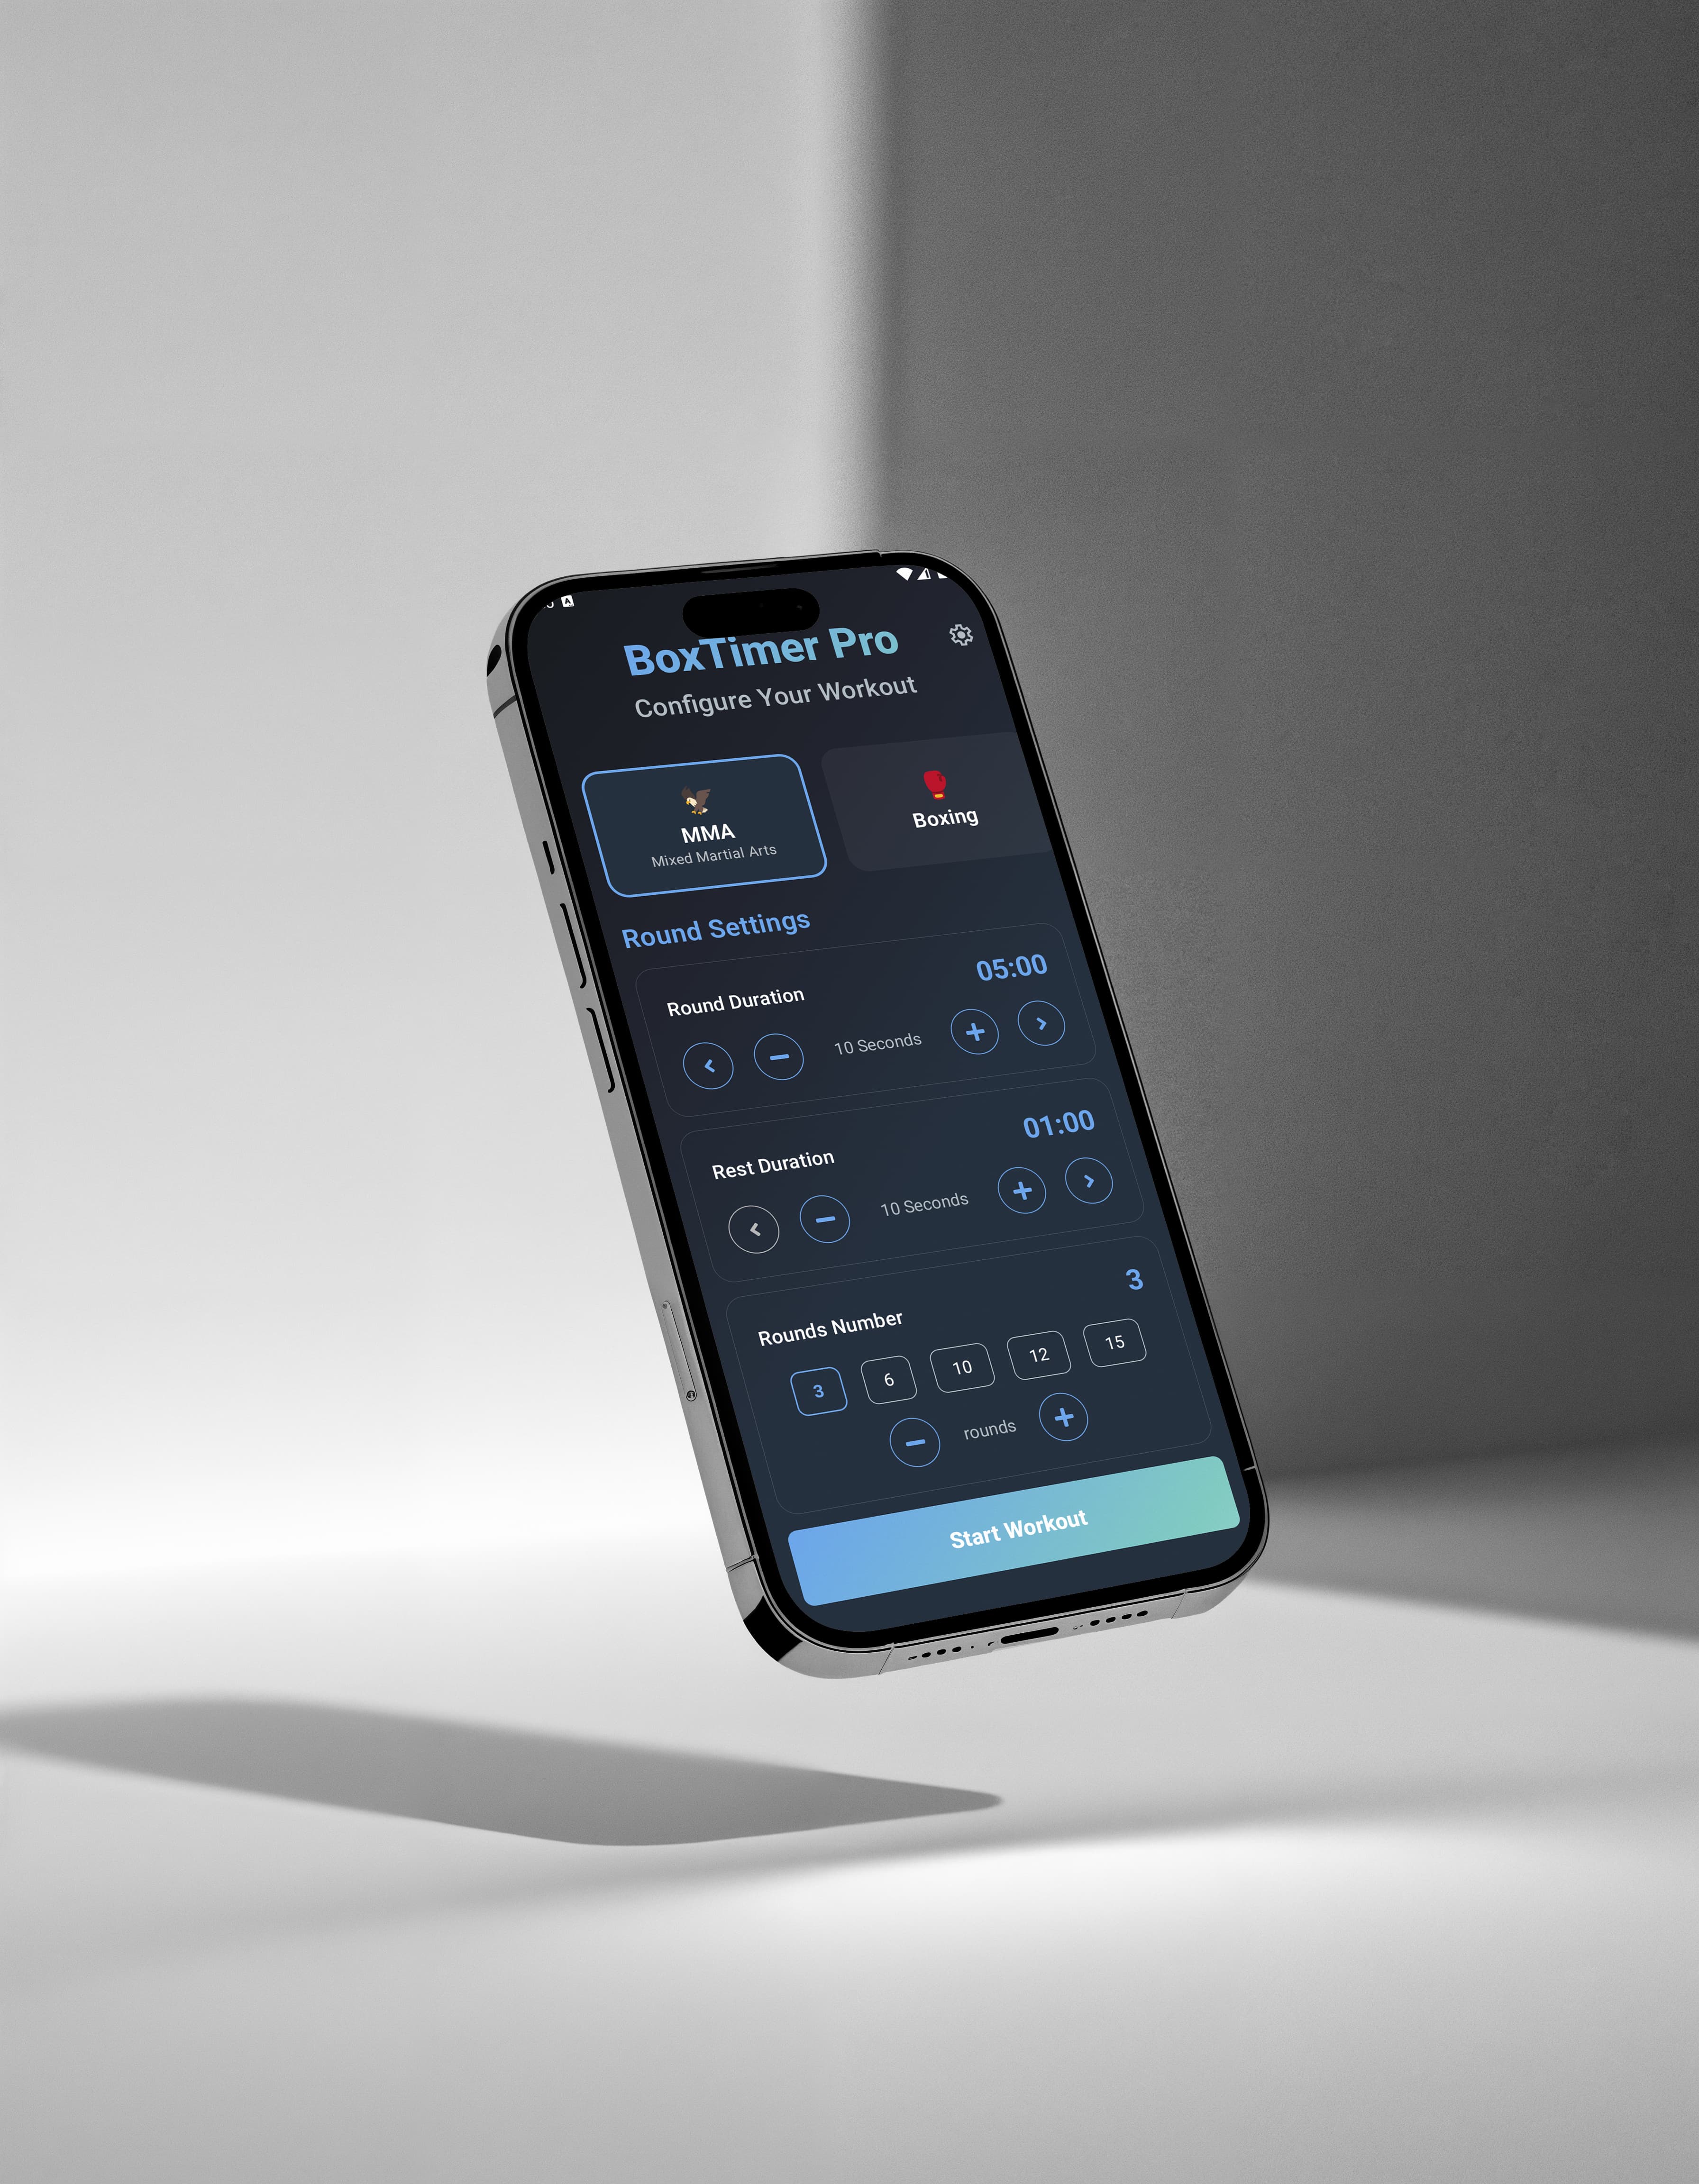 BoxTimer Pro
Configure Your Workout
MMA
Mixed Martial Arts
Boxing
Round Settings
05:00
Round Duration
10 Seconds
01:00
Rest Duration
10 Seconds
3
Rounds Number
3 6 10 12 15
rounds
Start Workout